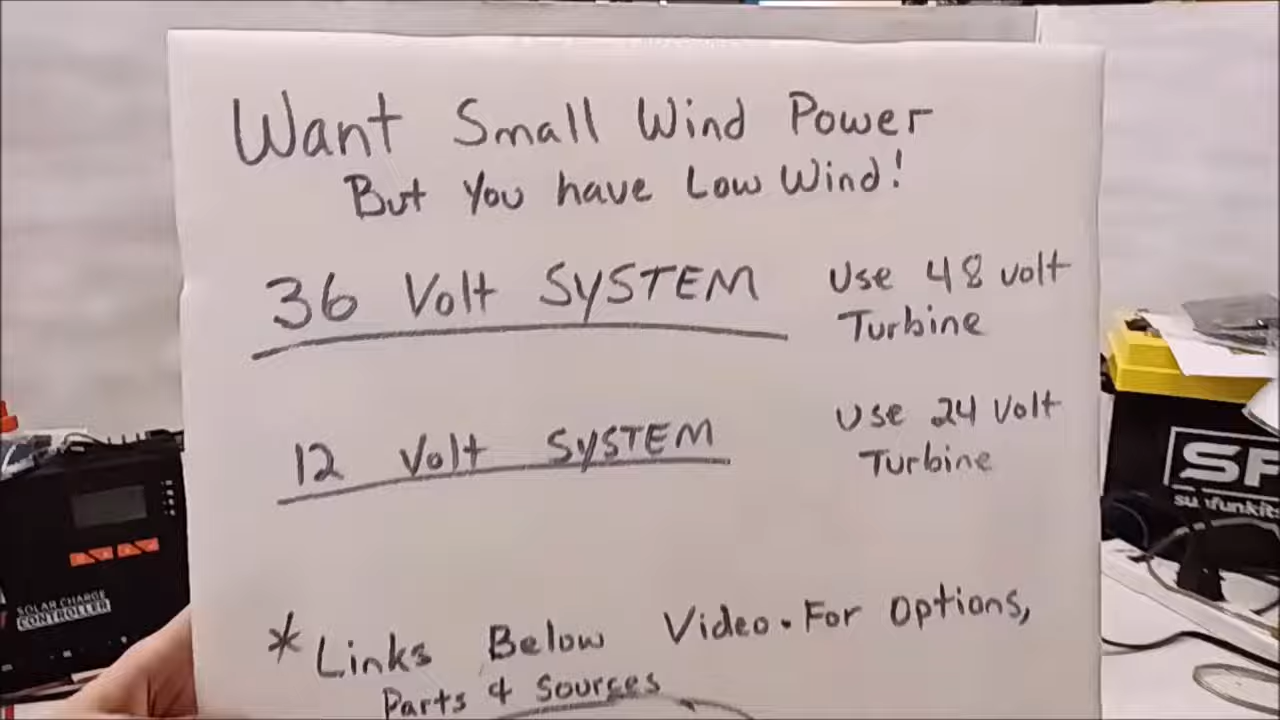 Want Small Wind Power
But You have Low Wind!
36 Volt SYSTEM
Use 48 volt
Turbine
12 Volt SYSTEM
Use 24 Volt
Turbine
*Links Below Video. For Options,
Parts & Sources
SOLAR CHARGE
CONTROLLER
SF
sunfunkits